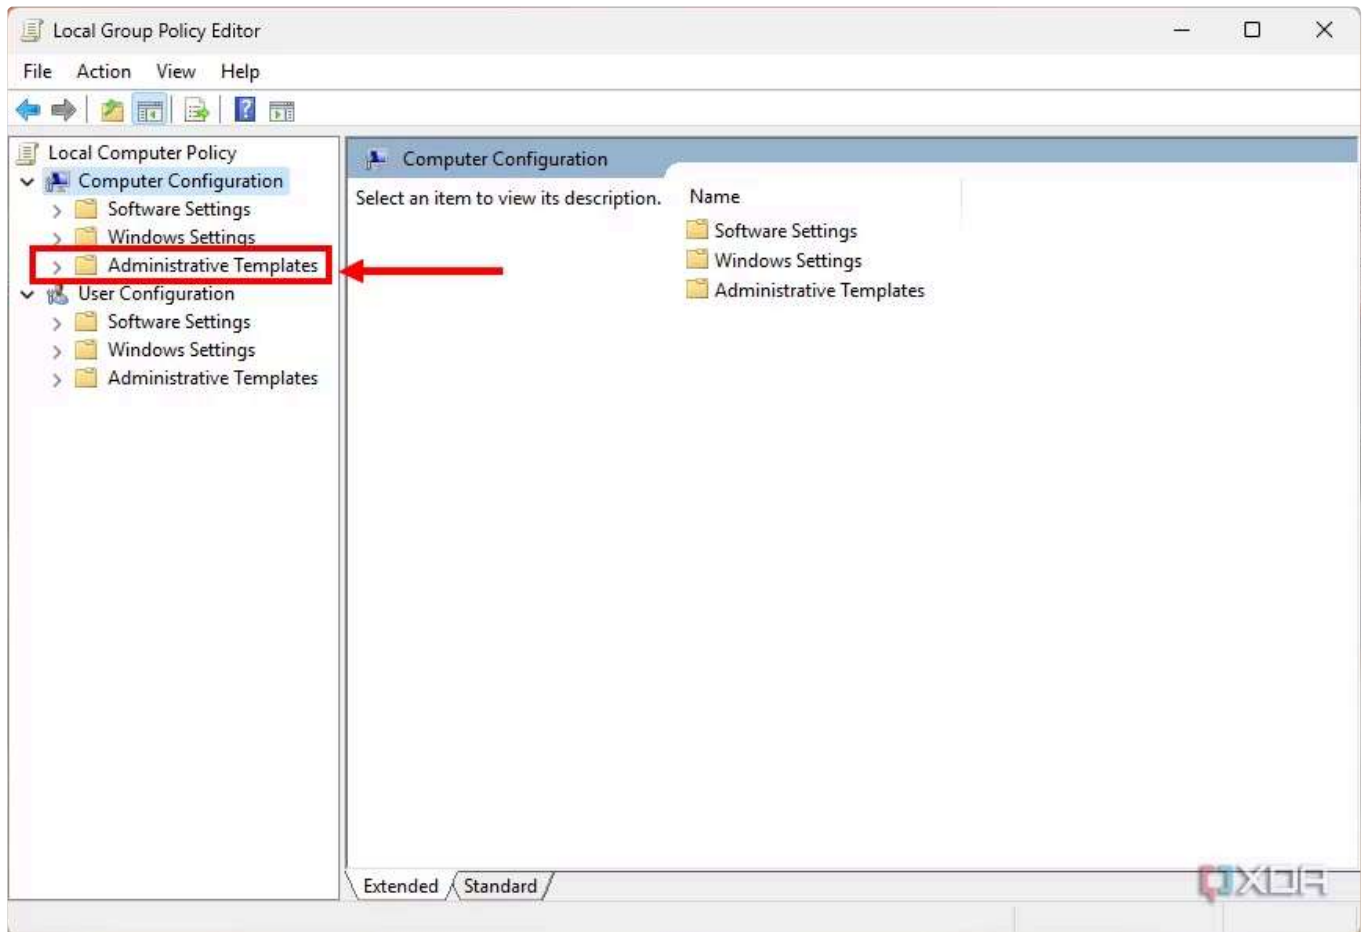 Local Group Policy Editor
File Action View Help
Local Computer Policy
Computer Configuration
Software Settings
Windows Settings
Administrative Templates
User Configuration
Software Settings
Windows Settings
Administrative Templates
Computer Configuration
Select an item to view its description.
Name
Software Settings
Windows Settings
Administrative Templates
Extended Standard
XDA